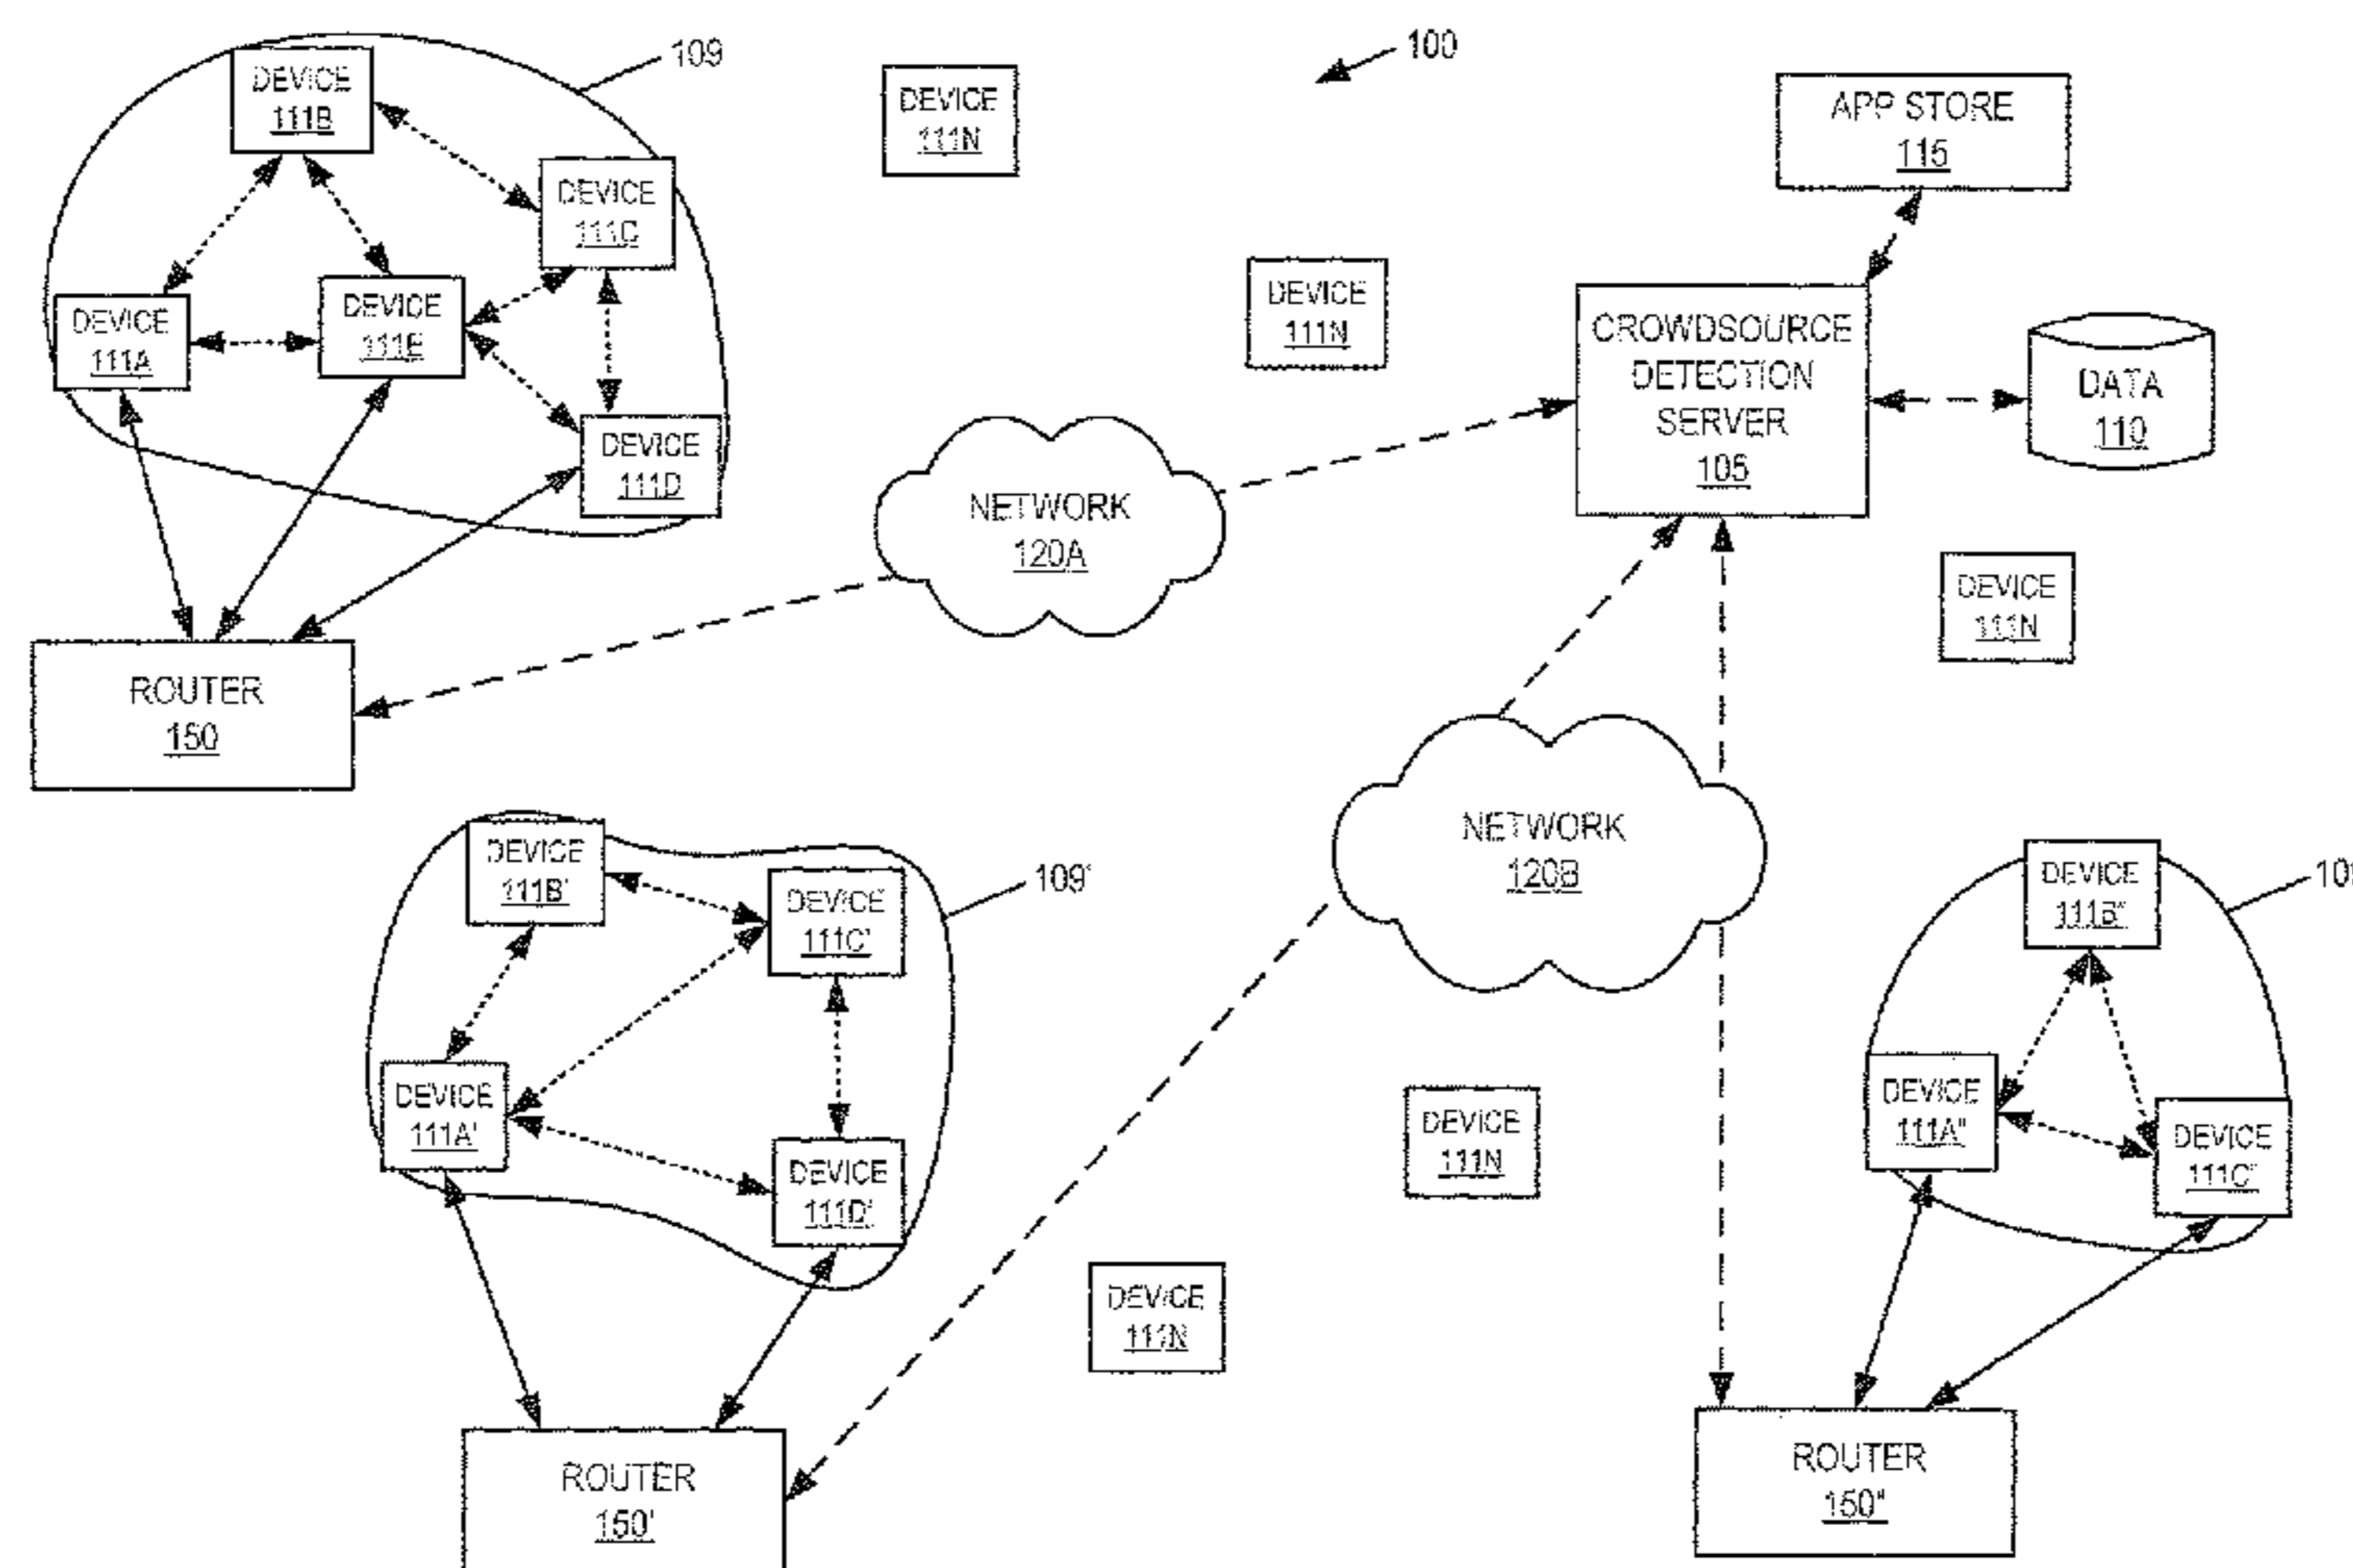 109
100
DEVICE
111B
DEVICE
111N
APP STORE
115
DEVICE
111C
DEVICE
111A
DEVICE
111E
DEVICE
111N
CROWDSOURCE
DETECTION
SERVER
105
DATA
110
DEVICE
111D
NETWORK
120A
DEVICE
111N
ROUTER
150
NETWORK
120B
DEVICE
111B'
DEVICE
111C'
109'
DEVICE
111B"
DEVICE
111A'
DEVICE
111D'
DEVICE
111N
DEVICE
111A"
DEVICE
111C"
DEVICE
111N
ROUTER
150'
ROUTER
150"